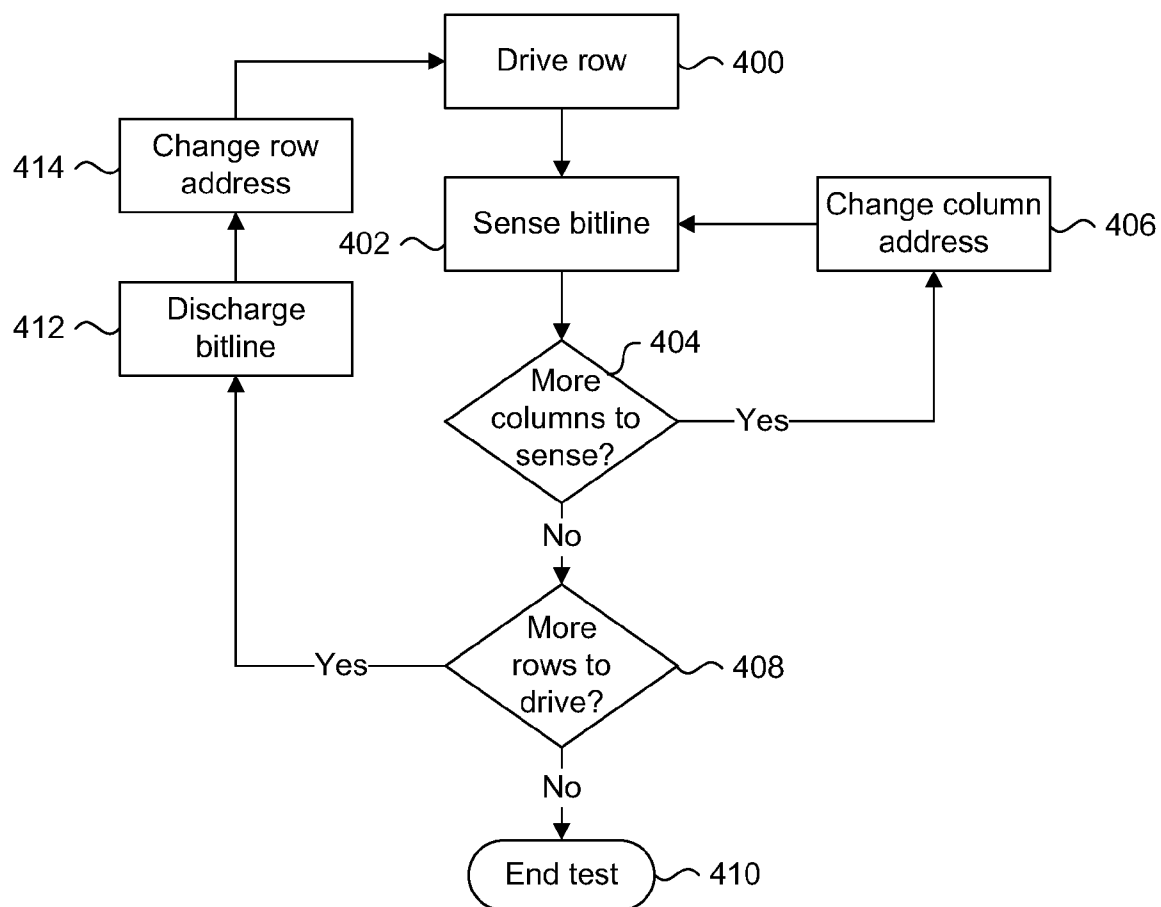 Drive row
400
Change row
address
414
Sense bitline
402
Change column
address
406
Discharge
bitline
412
More
columns to
sense?
404
Yes
No
More
rows to
drive?
408
Yes
No
End test
410